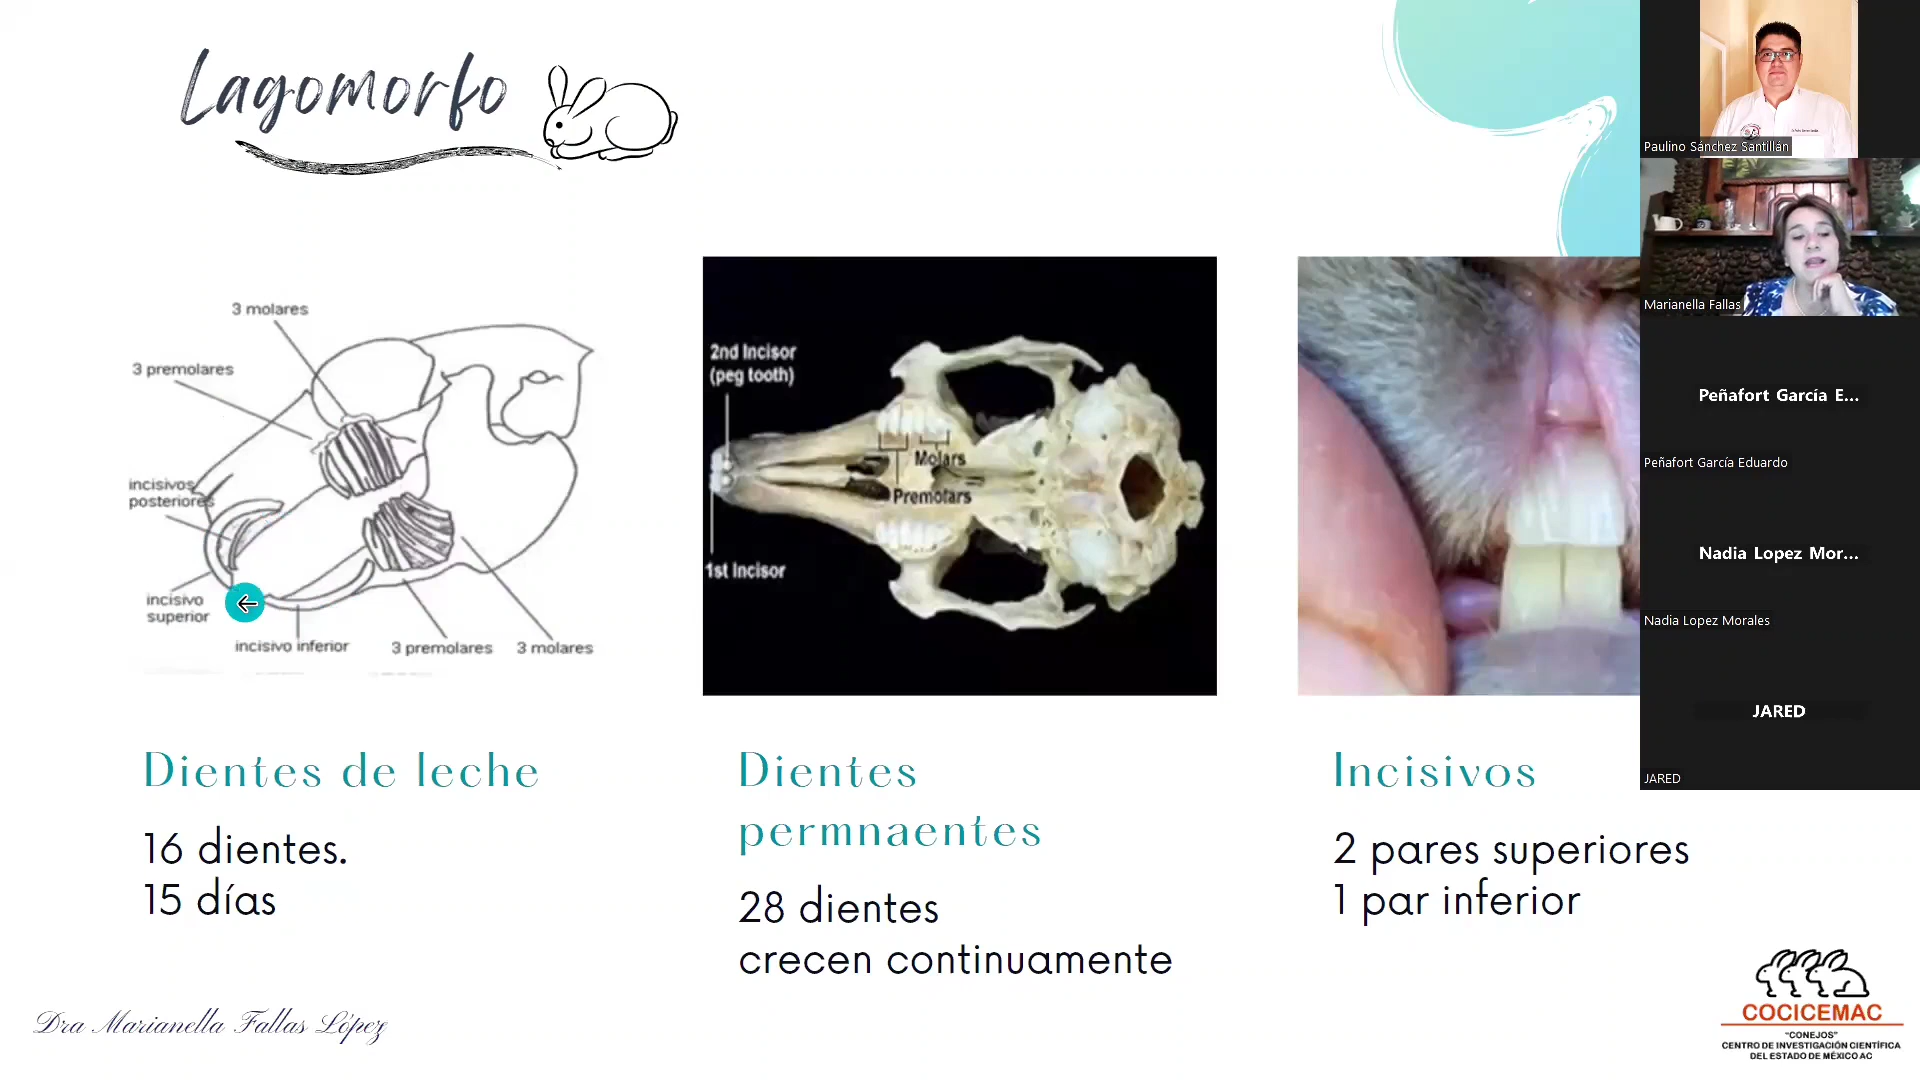 Lagomorfo
3 molares
3 premolares
incisivos
posteriores
incisivo
superior
incisivo inferior
3 premolares
3 molares
2nd Incisor
(peg tooth)
Molars
Premolars
1st Incisor
Dientes de leche
16 dientes.
15 días
Dientes
permnaentes
28 dientes
crecen continuamente
Incisivos
2 pares superiores
1 par inferior
Dra Marianella Fallas López
COCICEMAC
"CONEJOS"
CENTRO DE INVESTIGACIÓN CIENTÍFICA
DEL ESTADO DE MÉXICO AC
Paulino Sánchez Santillán
Marianella Fallas
Peñafort García E...
Peñafort García Eduardo
Nadia Lopez Mor...
Nadia Lopez Morales
JARED
JARED